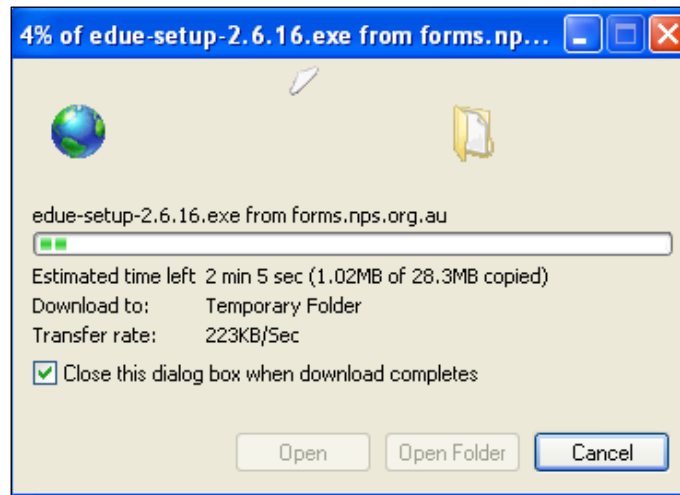 4% of edue-setup-2.6.16.exe from forms.np...
edue-setup-2.6.16.exe from forms.nps.org.au
Estimated time left 2 min 5 sec (1.02MB of 28.3MB copied)
Download to: Temporary Folder
Transfer rate: 223KB/Sec
Close this dialog box when download completes
Open Open Folder Cancel